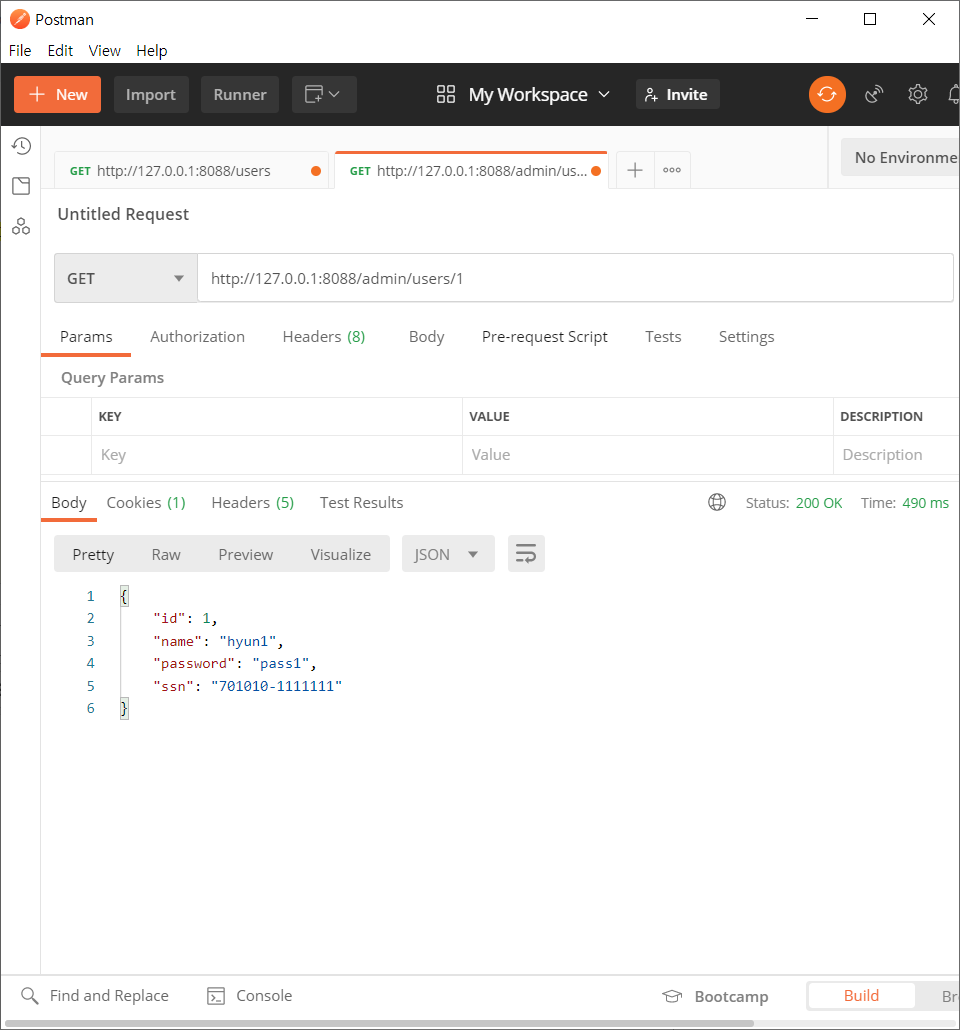 Postman
File Edit View Help
New Import Runner My Workspace Invite
GET http://127.0.0.1:8088/users GET http://127.0.0.1:8088/admin/us... No Environme
Untitled Request
GET http://127.0.0.1:8088/admin/users/1
Params Authorization Headers (8) Body Pre-request Script Tests Settings
Query Params
KEY VALUE DESCRIPTION
Key Value Description
Body Cookies (1) Headers (5) Test Results Status: 200 OK Time: 490 ms
Pretty Raw Preview Visualize JSON
1 {
2 "id": 1,
3 "name": "hyun1",
4 "password": "pass1",
5 "ssn": "701010-1111111"
6 }
Find and Replace Console Bootcamp Build Br